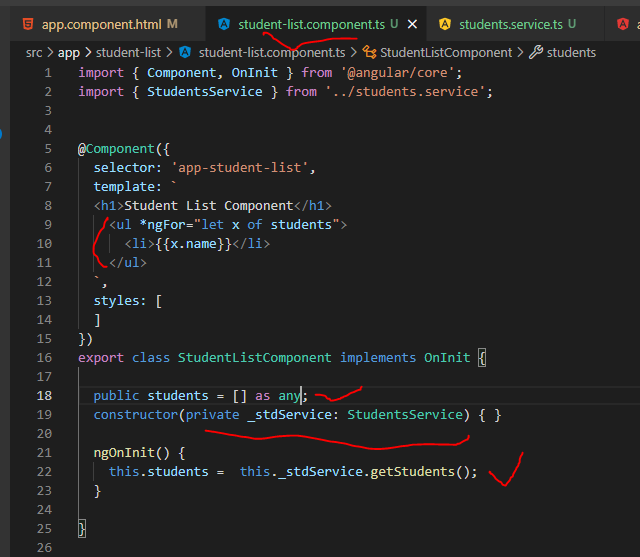 app.component.html M
student-list.component.ts U
students.service.ts U
src > app > student-list > student-list.component.ts > StudentListComponent > students
1 import { Component, OnInit } from '@angular/core';
2 import { StudentsService } from '../students.service';
3
4
5 @Component({
6 selector: 'app-student-list',
7 template: `
8 <h1>Student List Component</h1>
9 <ul *ngFor="let x of students">
10 <li>{{x.name}}</li>
11 </ul>
12 `,
13 styles: [
14 ]
15 })
16 export class StudentListComponent implements OnInit {
17
18 public students = [] as any;
19 constructor(private _stdService: StudentsService) { }
20
21 ngOnInit() {
22 this.students =  this._stdService.getStudents();
23 }
24
25 }
26